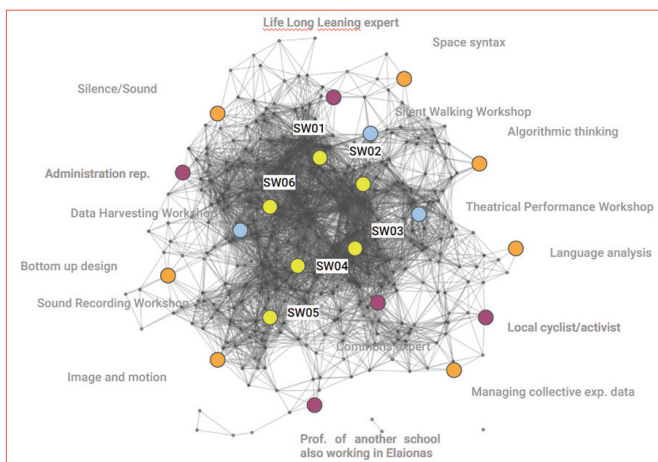 Life Long Leaning expert
Space syntax
Silence/Sound
Silent Walking Workshop
SW01
Algorithmic thinking
SW02
Administration rep.
SW06
Data Harvesting Workshop
Theatrical Performance Workshop
SW03
Language analysis
Bottom up design
SW04
Sound Recording Workshop
SW05
Local cyclist/activist
Commons expert
Image and motion
Managing collective exp. data
Prof. of another school
also working in Elaionas